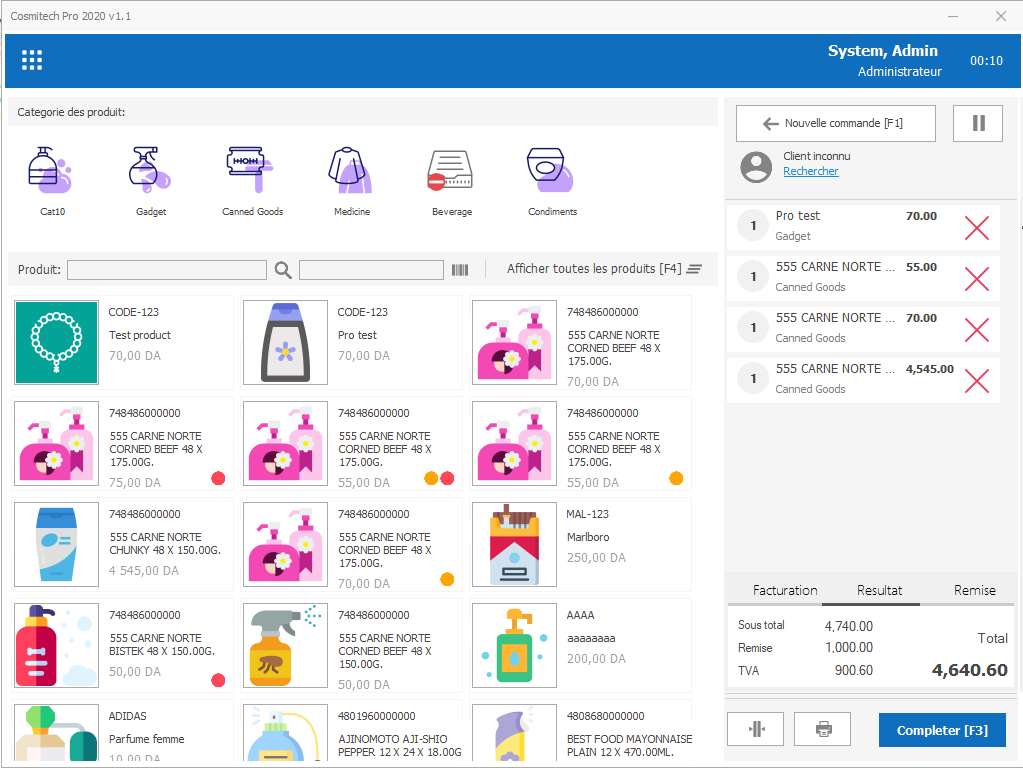 Cosmitech Pro 2020 v1.1
System, Admin
Administrateur
00:10
Categorie des produit:
Cat10
Gadget
Canned Goods
Medicine
Beverage
Condiments
Produit:
Afficher toutes les produits [F4]
CODE-123
Test product
70,00 DA
CODE-123
Pro test
70,00 DA
748486000000
555 CARNE NORTE
CORNED BEEF 48 X
175.00G.
70,00 DA
748486000000
555 CARNE NORTE
CORNED BEEF 48 X
175.00G.
75,00 DA
748486000000
555 CARNE NORTE
CORNED BEEF 48 X
175.00G.
55,00 DA
748486000000
555 CARNE NORTE
CORNED BEEF 48 X
175.00G.
55,00 DA
748486000000
555 CARNE NORTE
CHUNKY 48 X 150.00G.
4 545,00 DA
748486000000
555 CARNE NORTE
CORNED BEEF 48 X
175.00G.
70,00 DA
MAL-123
Marlboro
250,00 DA
748486000000
555 CARNE NORTE
BISTEK 48 X 150.00G.
50,00 DA
748486000000
555 CARNE NORTE
CORNED BEEF 48 X
150.00G.
50,00 DA
AAAA
aaaaaaaa
200,00 DA
ADIDAS
Parfume femme
10,00 DA
4801960000000
AJINOMOTO AJI-SHIO
PEPPER 12 X 24 X 18.00G
4808680000000
BEST FOOD MAYONNAISE
PLAIN 12 X 470.00ML.
Nouvelle commande [F1]
Client inconnu
Rechercher
1
Pro test
70.00
Gadget
1
555 CARNE NORTE ...
55.00
Canned Goods
1
555 CARNE NORTE ...
70.00
Canned Goods
1
555 CARNE NORTE ...
4,545.00
Canned Goods
Facturation
Resultat
Remise
Sous total
4,740.00
Remise
1,000.00
TVA
900.60
Total
4,640.60
Completer [F3]